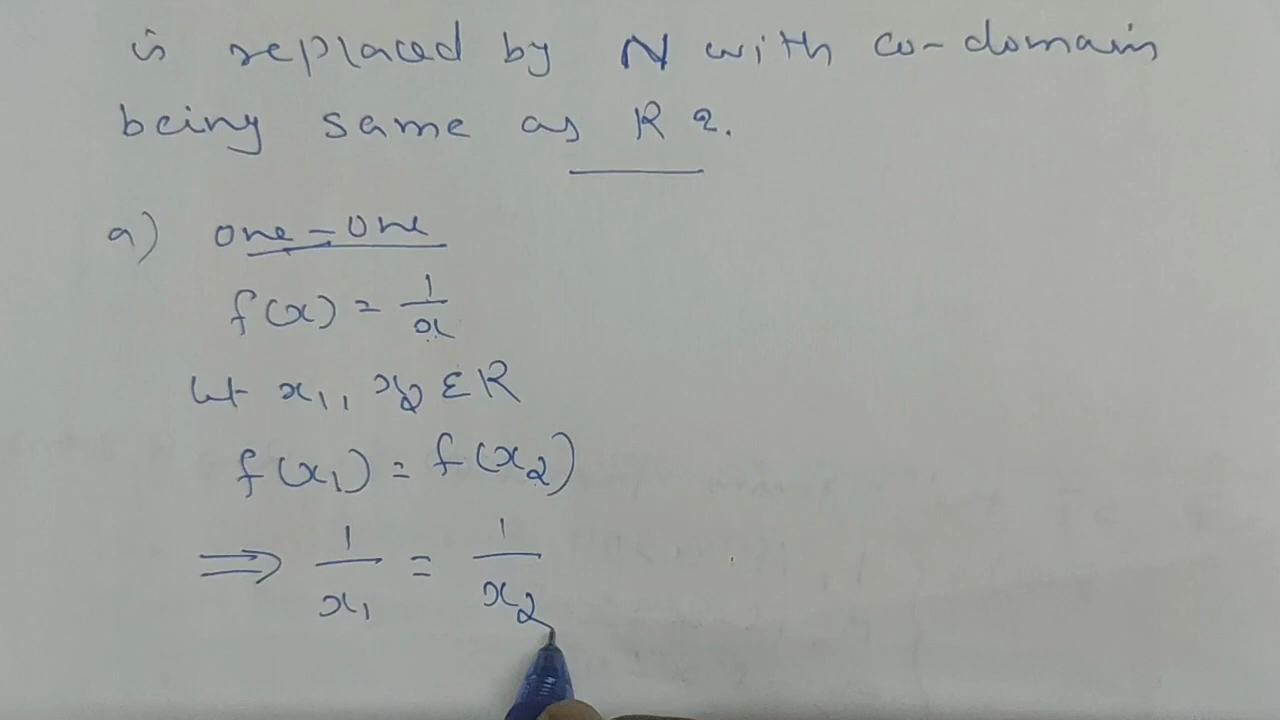 is replaced by N with co-domain
being same as R ?.
a) one-one
f(x) = 1/x
let x1, x2 ε R
f(x1) = f(x2)
⇒ 1/x1 = 1/x2